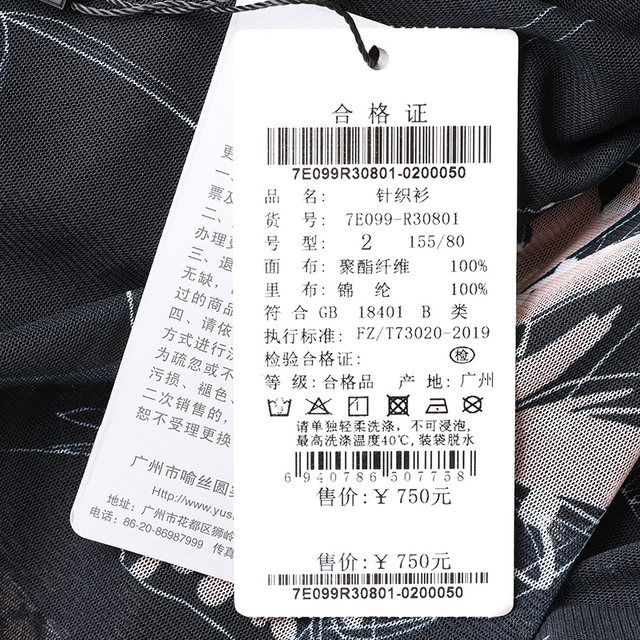 合格证
7E099R30801-0200050
品 名: 针织衫
货 号: 7E099-R30801
号 型: 2 155/80
面 布: 聚酯纤维 100%
里 布: 锦 纶 100%
符 合 GB 18401 B 类
执行标准: FZ/T73020-2019
检验合格证: 检
等 级: 合格品 产 地: 广州
请单独轻柔洗涤, 不可浸泡,
最高洗涤温度40℃, 装袋脱水
6940786507758
售价: ¥ 750元
售价: ¥ 750元
7E099R30801-0200050
更
一、
票及
二、
办理更
三、退
无缺,
过的商品
四、请依
方式进行
为疏忽或不
污损、褪色
二次销售的,
恕不受理更换
广州市喻丝圆
Http://www.yus
地址: 广州市花都区狮岭
电话: 86-20-86987999 传真